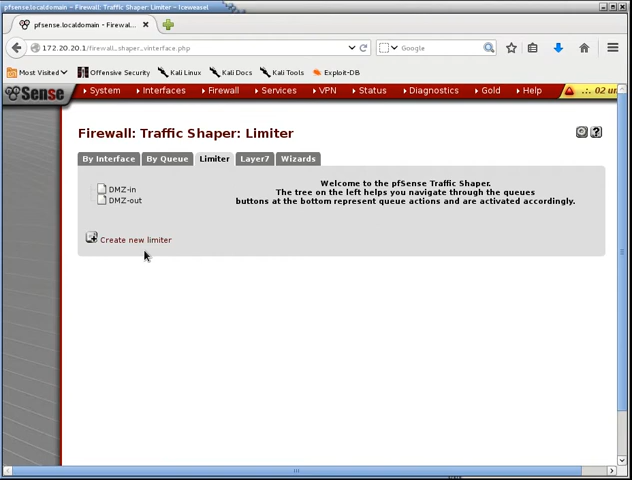 pfsense.localdomain - Firewall: Traffic Shaper: Limiter - Iceweasel
pfsense.localdomain - Firewal...
172.20.20.1/firewall_shaper_vinterface.php
Google
Most Visited
Offensive Security
Kali Linux
Kali Docs
Kali Tools
Exploit-DB
Sense
System
Interfaces
Firewall
Services
VPN
Status
Diagnostics
Gold
Help
.:. 02 un
Firewall: Traffic Shaper: Limiter
By Interface
By Queue
Limiter
Layer7
Wizards
DMZ-in
DMZ-out
Welcome to the pfSense Traffic Shaper.
The tree on the left helps you navigate through the queues
buttons at the bottom represent queue actions and are activated accordingly.
Create new limiter